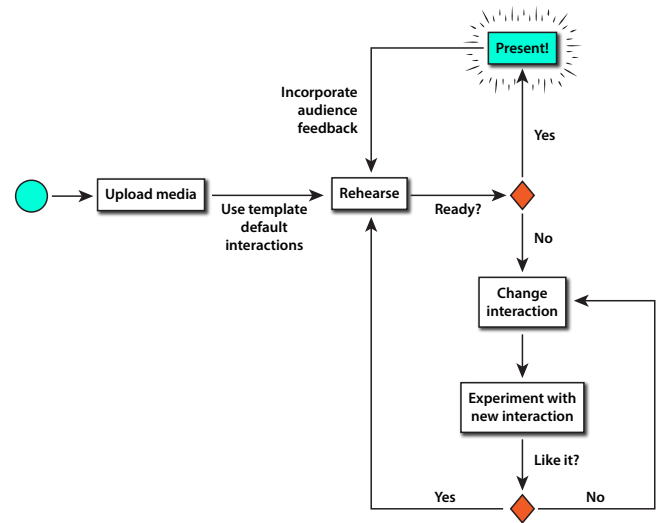 Present!
Incorporate
audience
feedback
Yes
Upload media
Use template
default
interactions
Rehearse
Ready?
No
Change
interaction
Experiment with
new interaction
Like it?
Yes
No